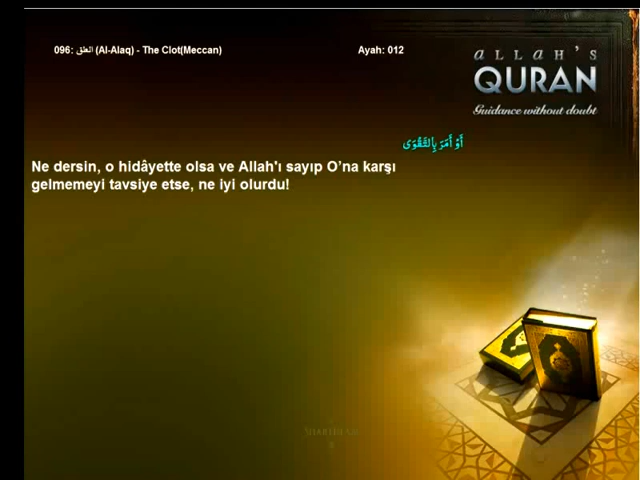 096: العلق (Al-Alaq) - The Clot(Meccan) Ayah: 012
ALLAH'S
QURAN
Guidance without doubt
أَوْ أَمَرَ بِالتَّقْوَى
Ne dersin, o hidâyette olsa ve Allah'ı sayıp O’na karşı
gelmemeyi tavsiye etse, ne iyi olurdu!